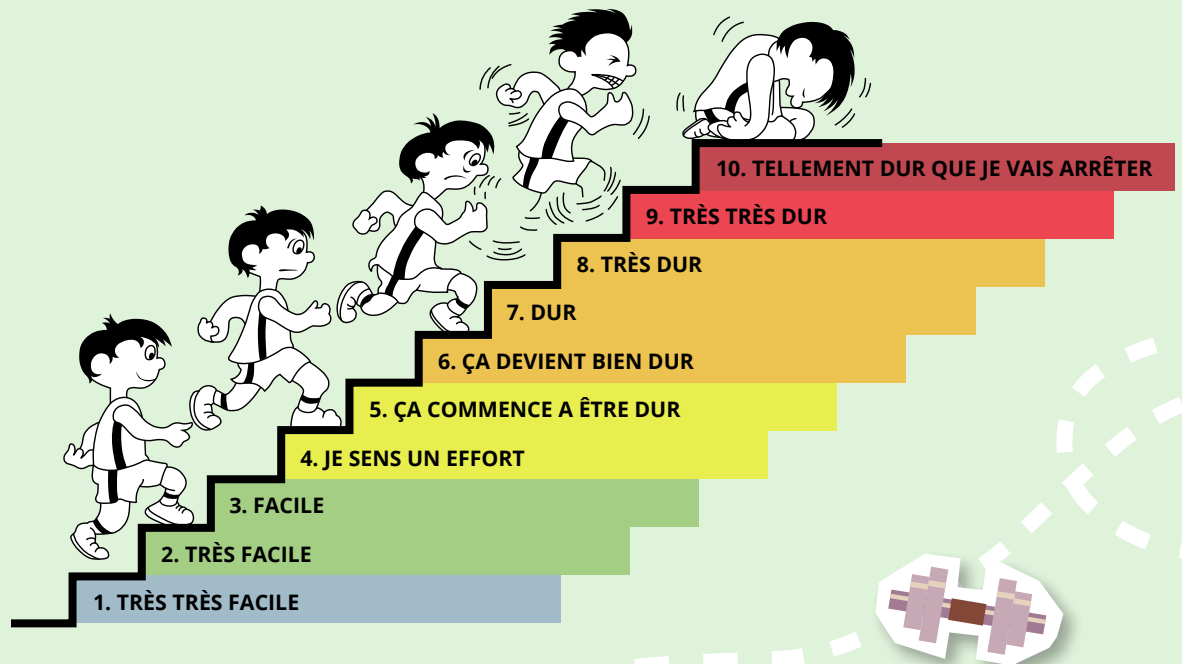 10. TELLEMENT DUR QUE JE VAIS ARRÊTER
9. TRÈS TRÈS DUR
8. TRÈS DUR
7. DUR
6. ÇA DEVIENT BIEN DUR
5. ÇA COMMENCE A ÊTRE DUR
4. JE SENS UN EFFORT
3. FACILE
2. TRÈS FACILE
1. TRÈS TRÈS FACILE